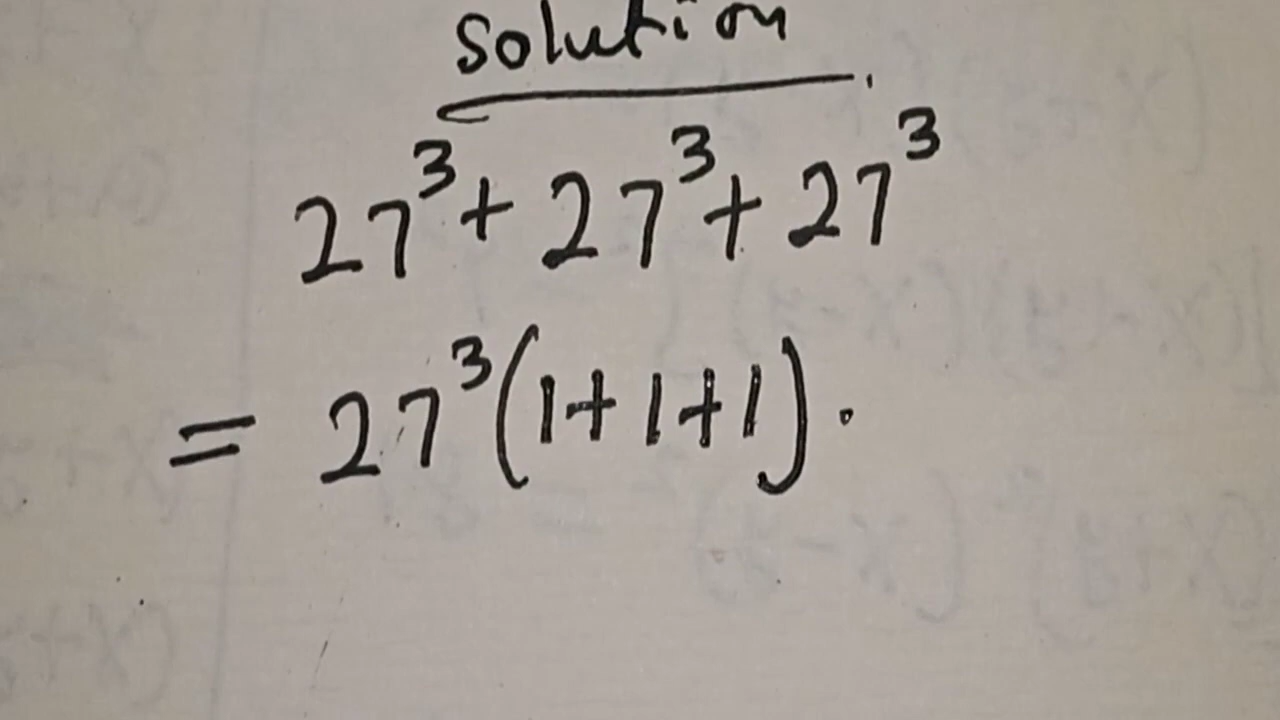 Solution
27³ + 27³ + 27³
= 27³(1+1+1).